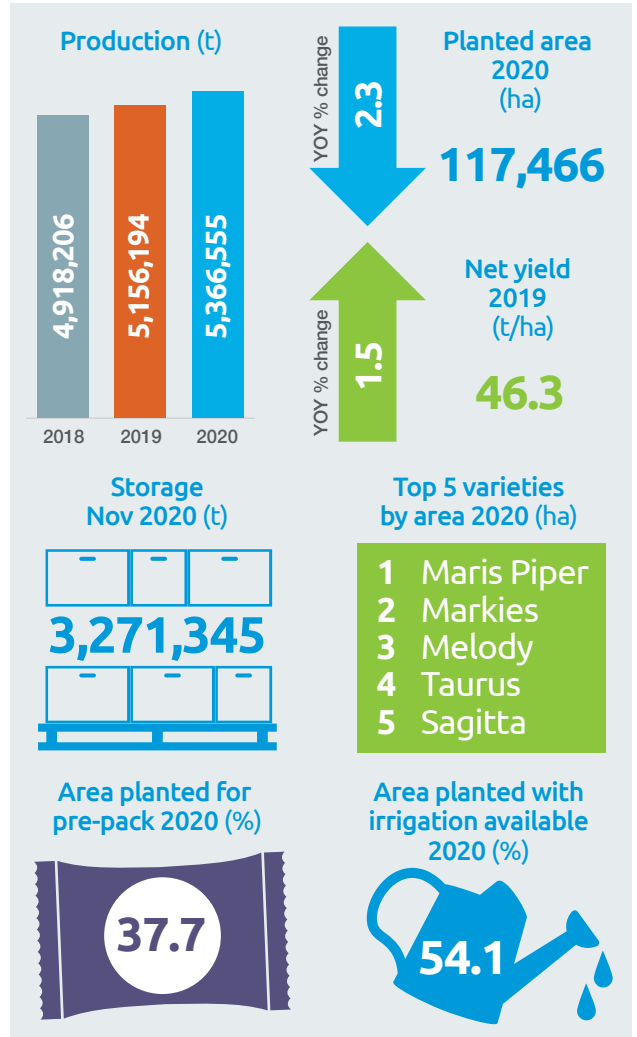 Production (t)
4,918,206
5,156,194
5,366,555
2018
2019
2020
YOY % change
2.3
Planted area
2020
(ha)
117,466
YOY % change
1.5
Net yield
2019
(t/ha)
46.3
Storage
Nov 2020 (t)
3,271,345
Top 5 varieties
by area 2020 (ha)
1 Maris Piper
2 Markies
3 Melody
4 Taurus
5 Sagitta
Area planted for
pre-pack 2020 (%)
37.7
Area planted with
irrigation available
2020 (%)
54.1